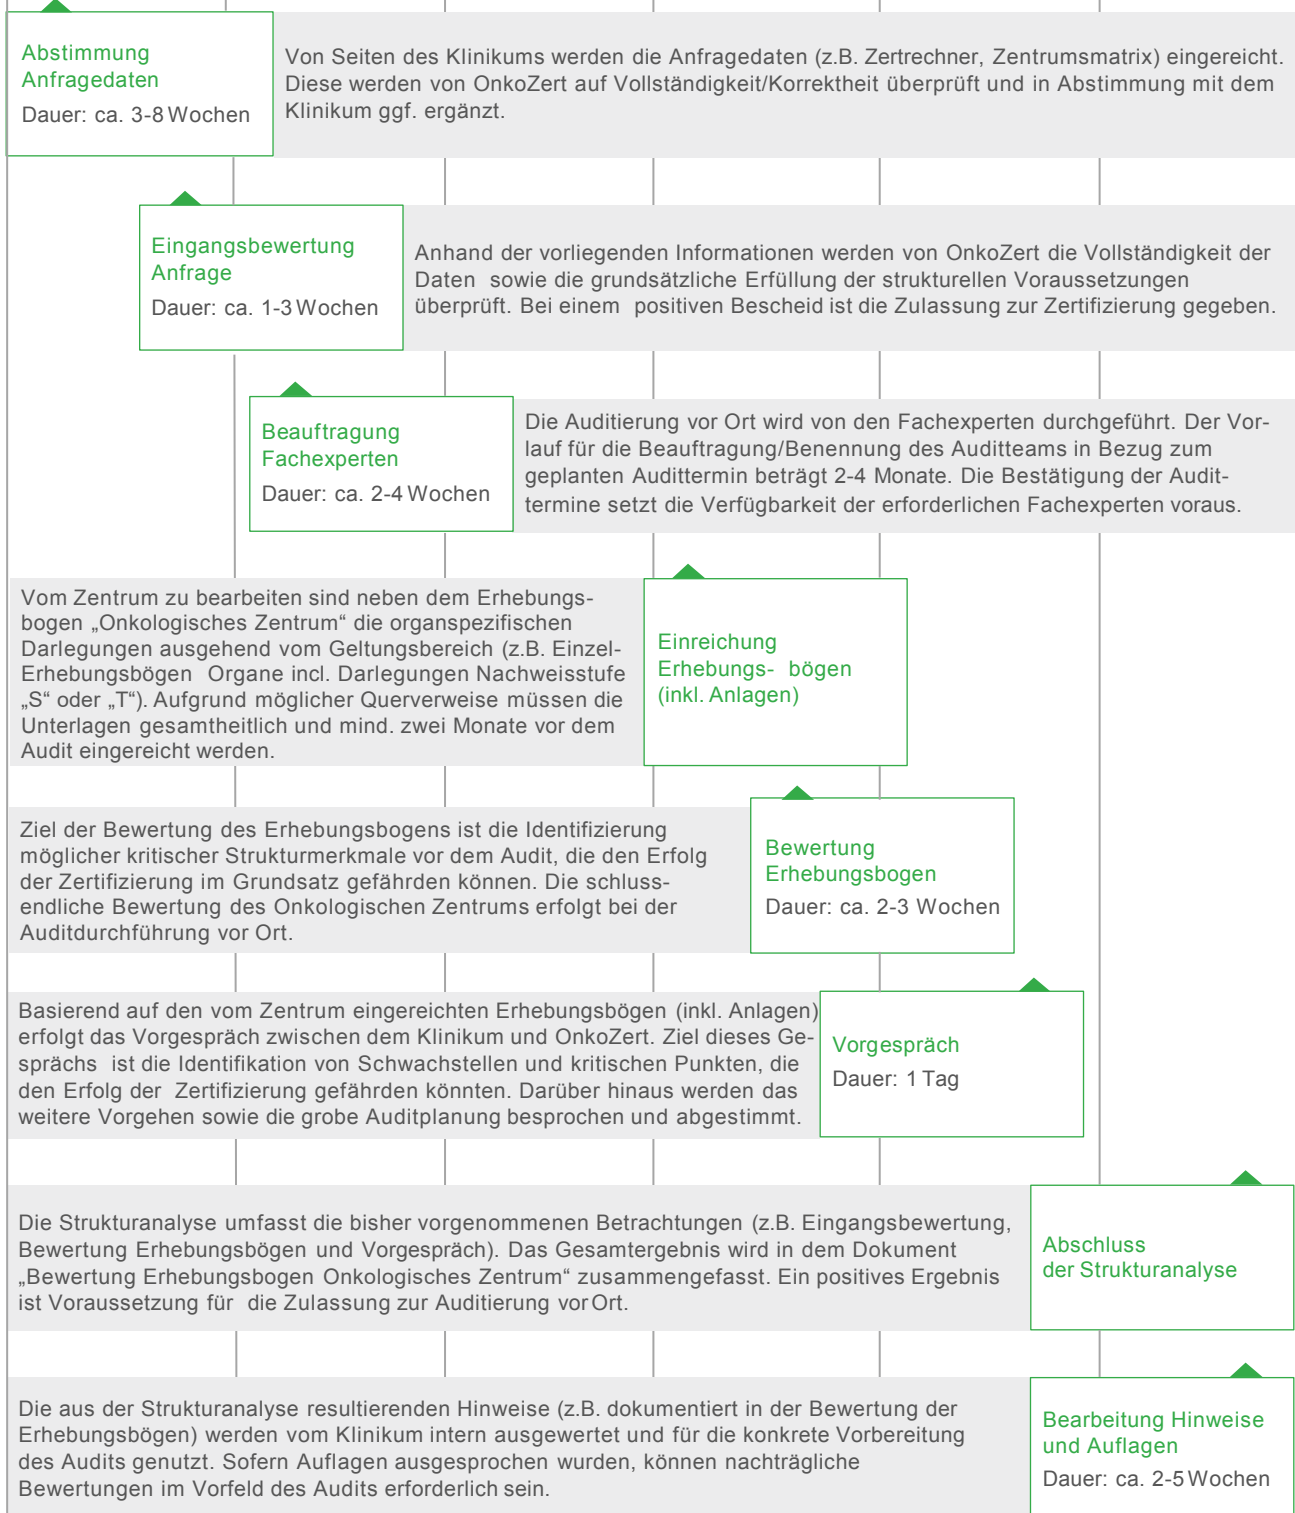 Abstimmung
Anfragedaten
Dauer: ca. 3-8 Wochen
Von Seiten des Klinikums werden die Anfragedaten (z.B. Zertrechner, Zentrumsmatrix) eingereicht.
Diese werden von OnkoZert auf Vollständigkeit/Korrektheit überprüft und in Abstimmung mit dem
Klinikum ggf. ergänzt.
Eingangsbewertung
Anfrage
Dauer: ca. 1-3 Wochen
Anhand der vorliegenden Informationen werden von OnkoZert die Vollständigkeit der
Daten sowie die grundsätzliche Erfüllung der strukturellen Voraussetzungen
überprüft. Bei einem positiven Bescheid ist die Zulassung zur Zertifizierung gegeben.
Beauftragung
Fachexperten
Dauer: ca. 2-4 Wochen
Die Auditierung vor Ort wird von den Fachexperten durchgeführt. Der Vor-
lauf für die Beauftragung/Benennung des Auditteams in Bezug zum
geplanten Audittermin beträgt 2-4 Monate. Die Bestätigung der Audit-
termine setzt die Verfügbarkeit der erforderlichen Fachexperten voraus.
Vom Zentrum zu bearbeiten sind neben dem Erhebungs-
bogen „Onkologisches Zentrum“ die organspezifischen
Darlegungen ausgehend vom Geltungsbereich (z.B. Einzel-
Erhebungsbögen Organe incl. Darlegungen Nachweisstufe
„S“ oder „T“). Aufgrund möglicher Querverweise müssen die
Unterlagen gesamtheitlich und mind. zwei Monate vor dem
Audit eingereicht werden.
Einreichung
Erhebungs- bögen
(inkl. Anlagen)
Ziel der Bewertung des Erhebungsbogens ist die Identifizierung
möglicher kritischer Strukturmerkmale vor dem Audit, die den Erfolg
der Zertifizierung im Grundsatz gefährden können. Die schluss-
endliche Bewertung des Onkologischen Zentrums erfolgt bei der
Auditdurchführung vor Ort.
Bewertung
Erhebungsbogen
Dauer: ca. 2-3 Wochen
Basierend auf den vom Zentrum eingereichten Erhebungsbögen (inkl. Anlagen)
erfolgt das Vorgespräch zwischen dem Klinikum und OnkoZert. Ziel dieses Ge-
sprächs ist die Identifikation von Schwachstellen und kritischen Punkten, die
den Erfolg der Zertifizierung gefährden könnten. Darüber hinaus werden das
weitere Vorgehen sowie die grobe Auditplanung besprochen und abgestimmt.
Vorgespräch
Dauer: 1 Tag
Die Strukturanalyse umfasst die bisher vorgenommenen Betrachtungen (z.B. Eingangsbewertung,
Bewertung Erhebungsbögen und Vorgespräch). Das Gesamtergebnis wird in dem Dokument
„Bewertung Erhebungsbogen Onkologisches Zentrum“ zusammengefasst. Ein positives Ergebnis
ist Voraussetzung für die Zulassung zur Auditierung vor Ort.
Abschluss
der Strukturanalyse
Die aus der Strukturanalyse resultierenden Hinweise (z.B. dokumentiert in der Bewertung der
Erhebungsbögen) werden vom Klinikum intern ausgewertet und für die konkrete Vorbereitung
des Audits genutzt. Sofern Auflagen ausgesprochen wurden, können nachträgliche
Bewertungen im Vorfeld des Audits erforderlich sein.
Bearbeitung Hinweise
und Auflagen
Dauer: ca. 2-5 Wochen